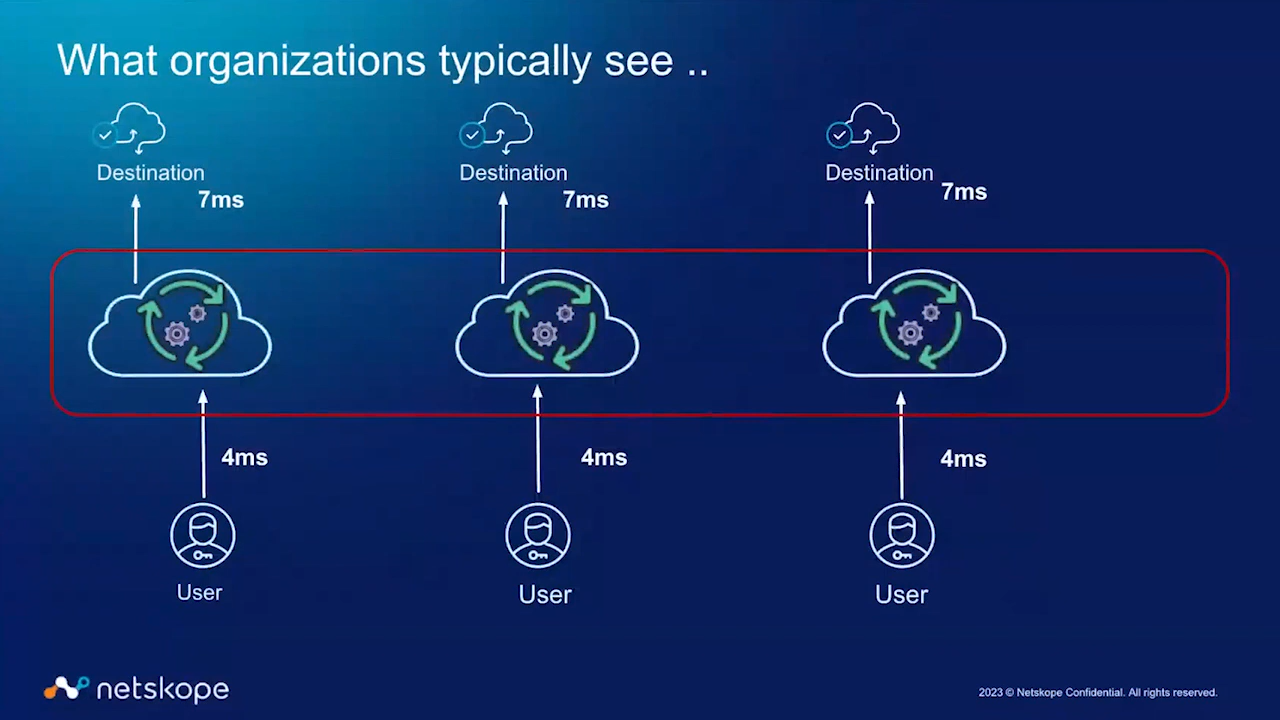 What organizations typically see ..
Destination
Destination
Destination
7ms
7ms
7ms
4ms
4ms
4ms
User
User
User
netskope
2023 © Netskope Confidential. All rights reserved.